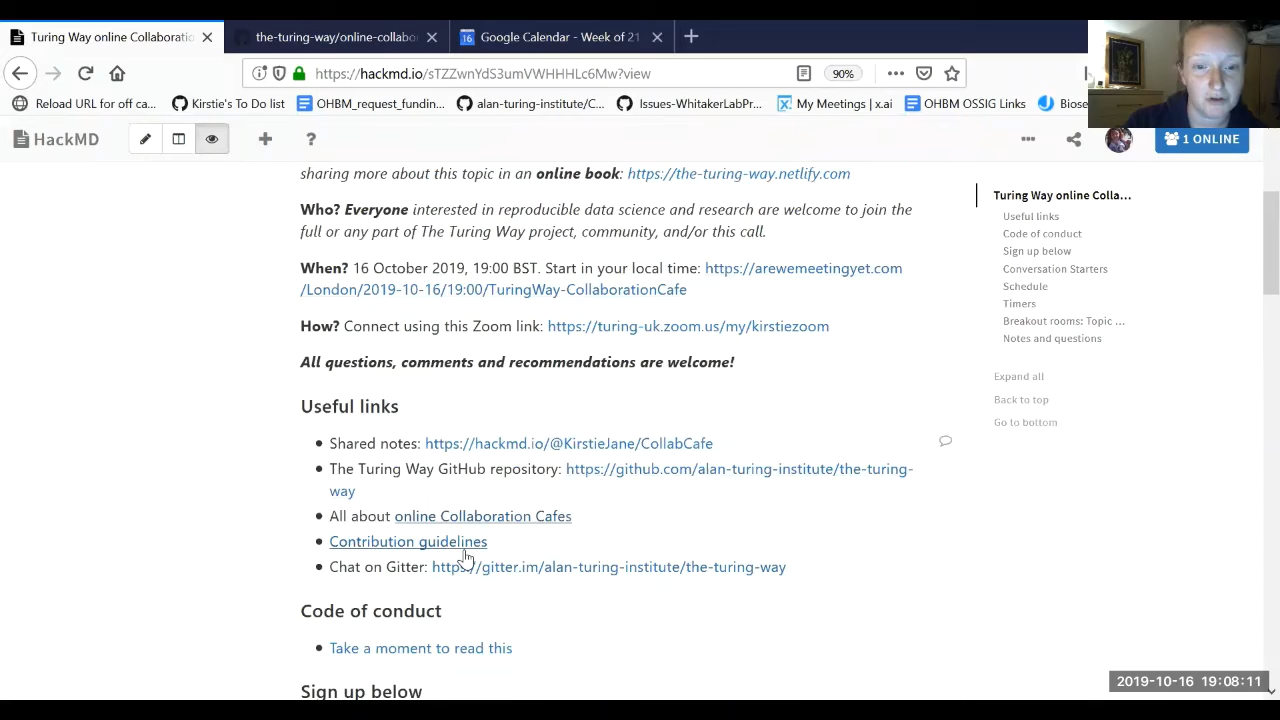 Turing Way online Collaboratio
the-turing-way/online-collabo
Google Calendar - Week of 21
https://hackmd.io/sTZZwnYdS3umVWHHHLc6Mw?view
90%
Reload URL for off ca...
Kirstie's To Do list
OHBM_request_fundin...
alan-turing-institute/C...
Issues-WhitakerLabPr...
My Meetings | x.ai
OHBM OSSIG Links
Biose
HackMD
1 ONLINE
sharing more about this topic in an online book: https://the-turing-way.netlify.com
Who? Everyone interested in reproducible data science and research are welcome to join the
full or any part of The Turing Way project, community, and/or this call.
When? 16 October 2019, 19:00 BST. Start in your local time: https://arewemeetingyet.com
/London/2019-10-16/19:00/TuringWay-CollaborationCafe
How? Connect using this Zoom link: https://turing-uk.zoom.us/my/kirstiezoom
All questions, comments and recommendations are welcome!
Useful links
Shared notes: https://hackmd.io/@KirstieJane/CollabCafe
The Turing Way GitHub repository: https://github.com/alan-turing-institute/the-turing-
way
All about online Collaboration Cafes
Contribution guidelines
Chat on Gitter: https://gitter.im/alan-turing-institute/the-turing-way
Code of conduct
Take a moment to read this
Sign up below
Turing Way online Colla...
Useful links
Code of conduct
Sign up below
Conversation Starters
Schedule
Timers
Breakout rooms: Topic ...
Notes and questions
Expand all
Back to top
Go to bottom
2019-10-16 19:08:11